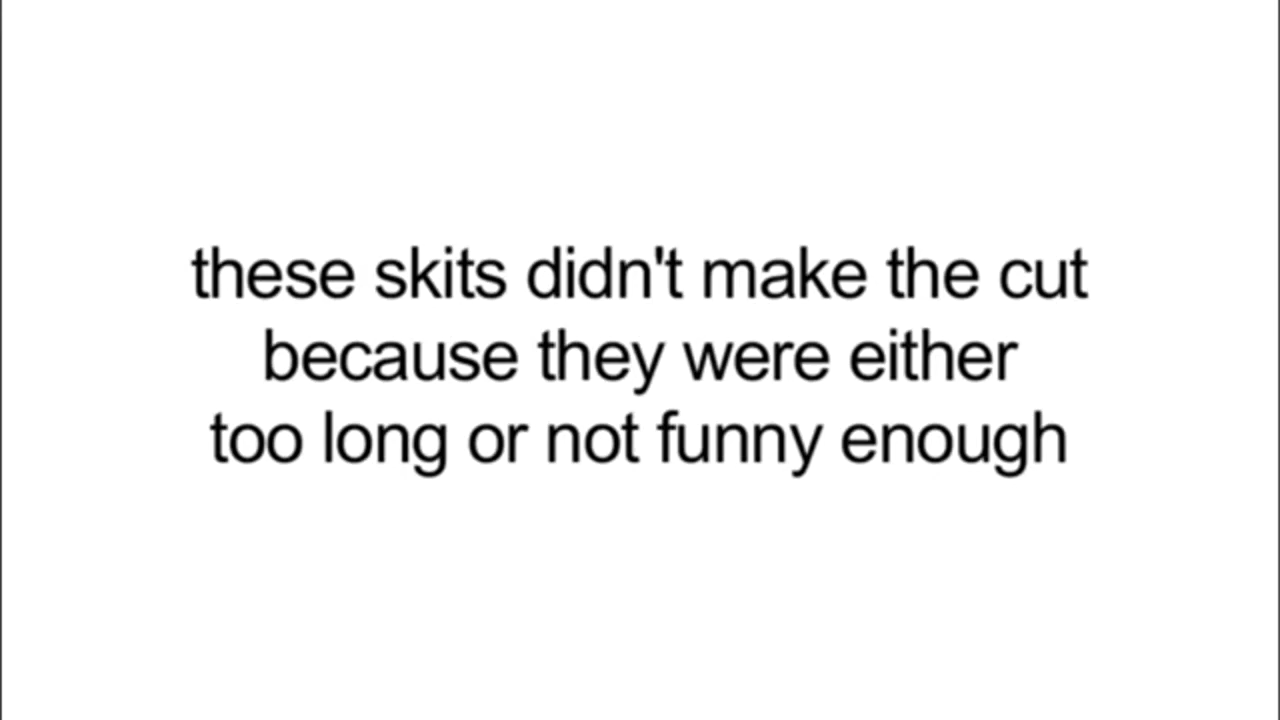 these skits didn't make the cut
because they were either
too long or not funny enough